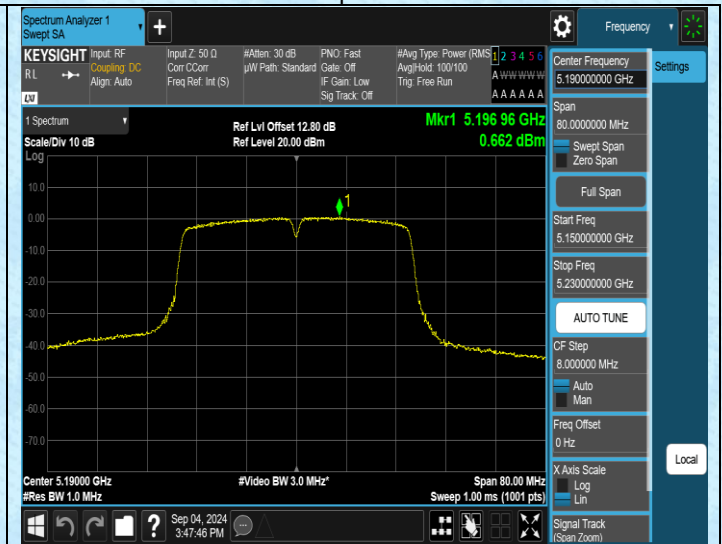 Spectrum Analyzer 1
Swept SA
Frequency
KEYSIGHT
RL
LXI
Input: RF
Coupling: DC
Align: Auto
Input Z: 50 Ω
Corr CCorr
Freq Ref: Int (S)
#Atten: 30 dB
µW Path: Standard
PNO: Fast
Gate: Off
IF Gain: Low
Sig Track: Off
#Avg Type: Power (RMS
Avg|Hold: 100/100
Trig: Free Run
1 2 3 4 5 6
A W W W W W
A A A A A A
1 Spectrum
Scale/Div 10 dB
Log
Ref Lvl Offset 12.80 dB
Ref Level 20.00 dBm
Mkr1 5.196 96 GHz
0.662 dBm
10.0
0.00
-10.0
-20.0
-30.0
-40.0
-50.0
-60.0
-70.0
1
Center 5.19000 GHz
#Res BW 1.0 MHz
#Video BW 3.0 MHz*
Span 80.00 MHz
Sweep 1.00 ms (1001 pts)
Sep 04, 2024
3:47:46 PM
Center Frequency
5.190000000 GHz
Span
80.0000000 MHz
Swept Span
Zero Span
Full Span
Start Freq
5.150000000 GHz
Stop Freq
5.230000000 GHz
AUTO TUNE
CF Step
8.000000 MHz
Auto
Man
Freq Offset
0 Hz
X Axis Scale
Log
Lin
Signal Track
(Span Zoom)
Settings
Local